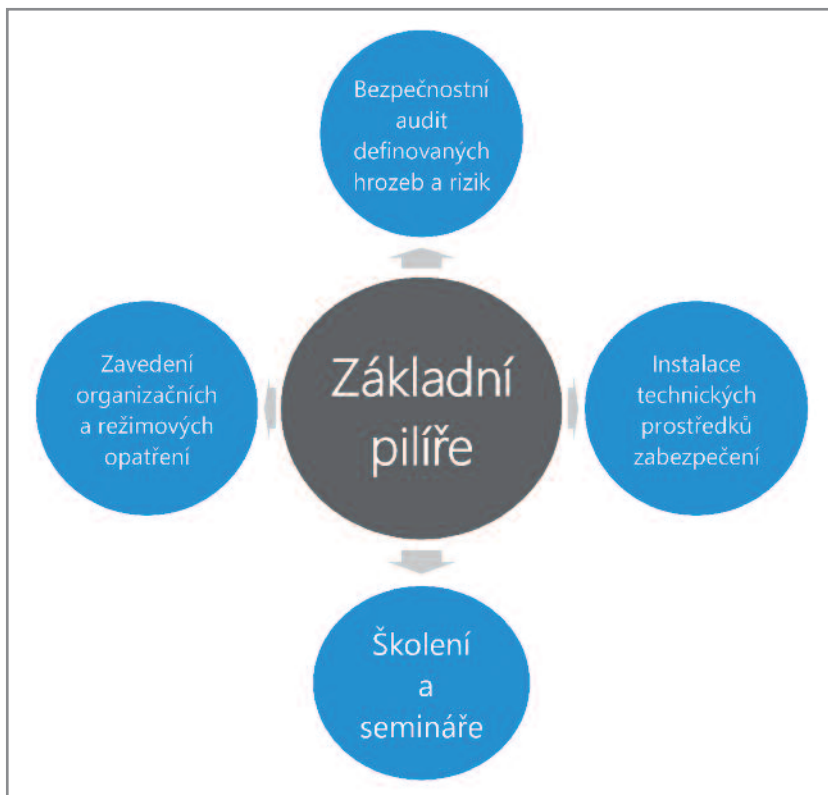 Bezpečnostní
audit
definovaných
hrozeb a rizik
Zavedení
organizačních
a režimových
opatření
Základní
pilíře
Instalace
technických
prostředků
zabezpečení
Školení
a
semináře